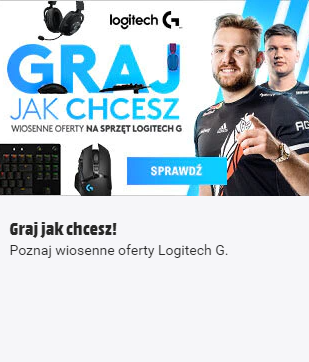 logitech G
GRAJ
JAK CHCESZ
WIOSENNE OFERTY NA SPRZĘT LOGITECH G
SPRAWDŹ
Graj jak chcesz!
Poznaj wiosenne oferty Logitech G.